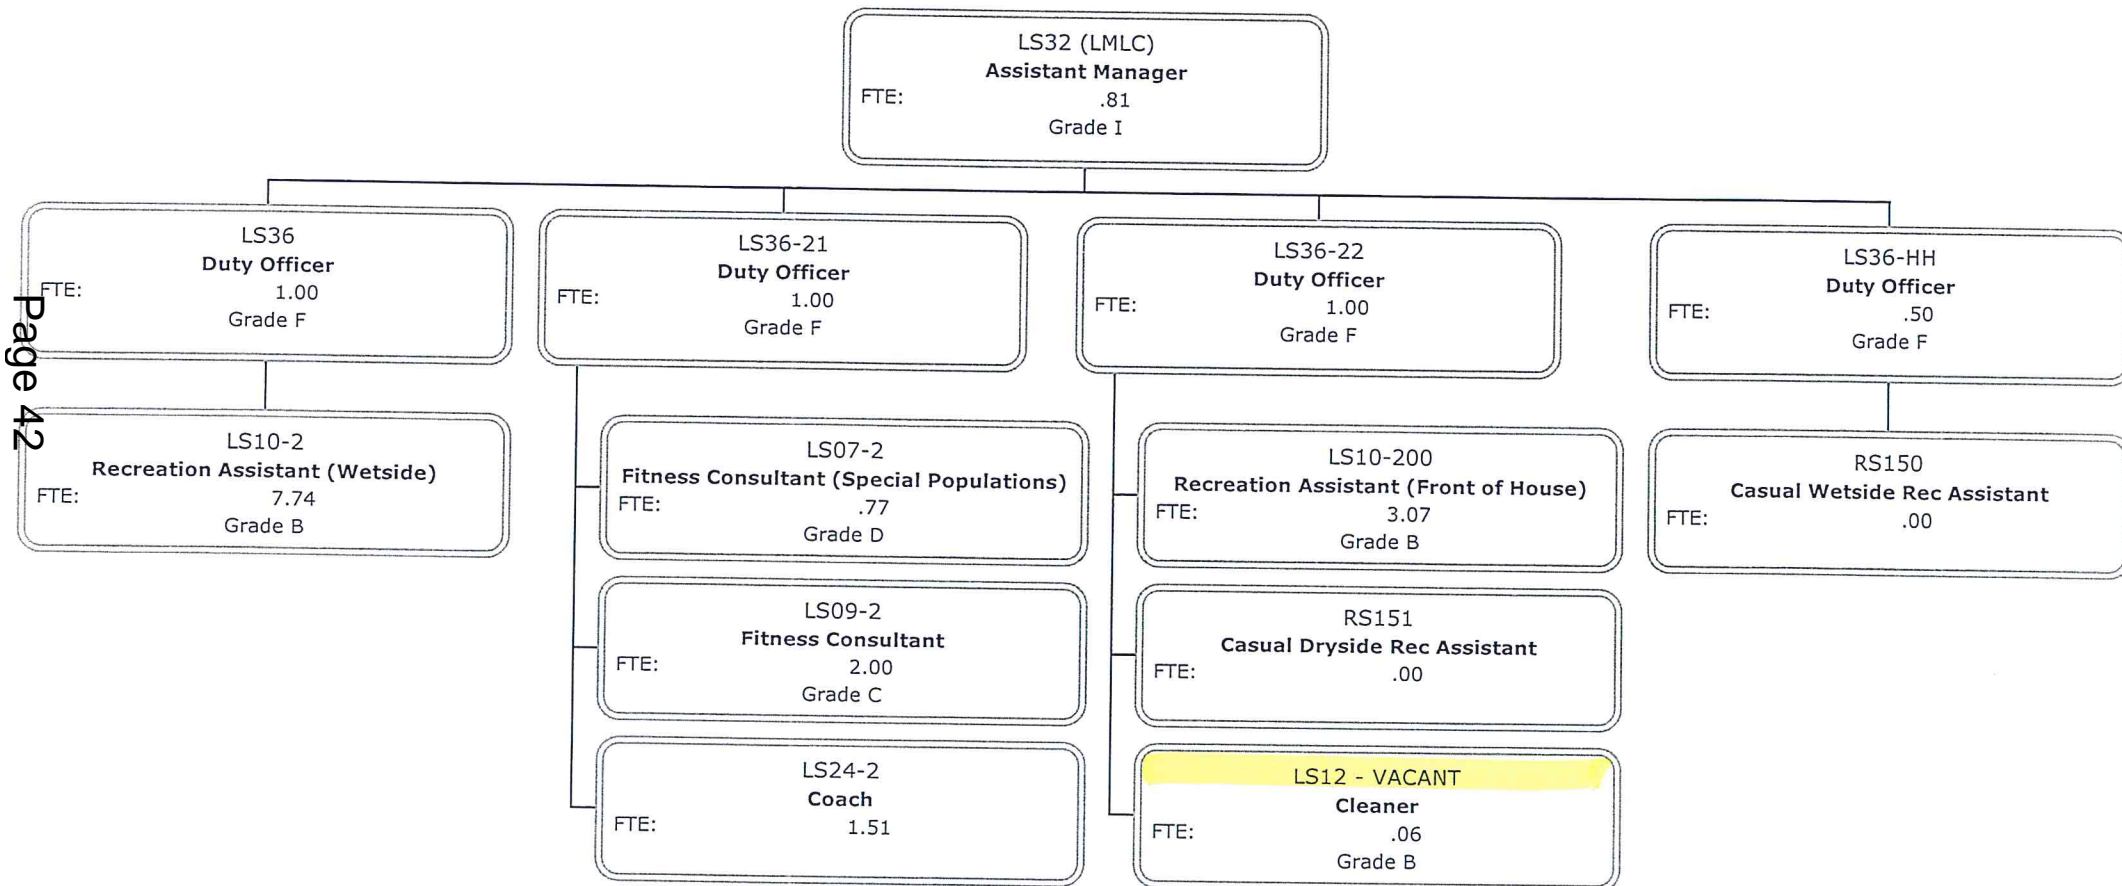 LS32 (LMLC)
Assistant Manager
FTE: .81
Grade I
LS36
Duty Officer
FTE: 1.00
Grade F
LS36-21
Duty Officer
FTE: 1.00
Grade F
LS36-22
Duty Officer
FTE: 1.00
Grade F
LS36-HH
Duty Officer
FTE: .50
Grade F
LS10-2
Recreation Assistant (Wetside)
FTE: 7.74
Grade B
LS07-2
Fitness Consultant (Special Populations)
FTE: .77
Grade D
LS09-2
Fitness Consultant
FTE: 2.00
Grade C
LS24-2
Coach
FTE: 1.51
LS10-200
Recreation Assistant (Front of House)
FTE: 3.07
Grade B
RS151
Casual Dryside Rec Assistant
FTE: .00
LS12 - VACANT
Cleaner
FTE: .06
Grade B
RS150
Casual Wetside Rec Assistant
FTE: .00
Page 42